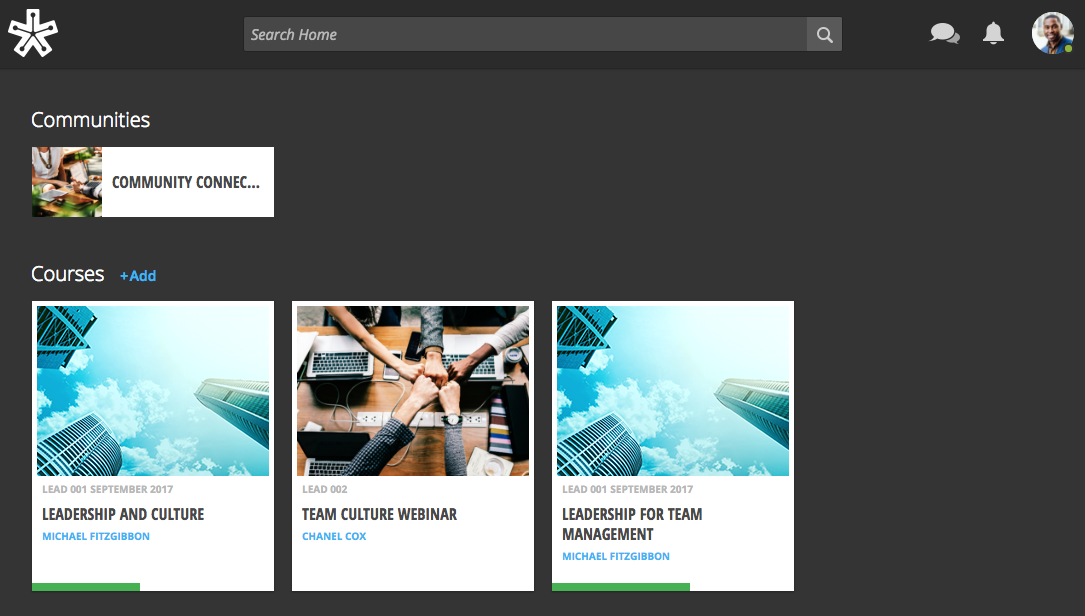 Search Home
Communities
COMMUNITY CONNEC...
Courses +Add
LEAD 001 SEPTEMBER 2017
LEADERSHIP AND CULTURE
MICHAEL FITZGIBBON
LEAD 002
TEAM CULTURE WEBINAR
CHANEL COX
LEAD 001 SEPTEMBER 2017
LEADERSHIP FOR TEAM
MANAGEMENT
MICHAEL FITZGIBBON